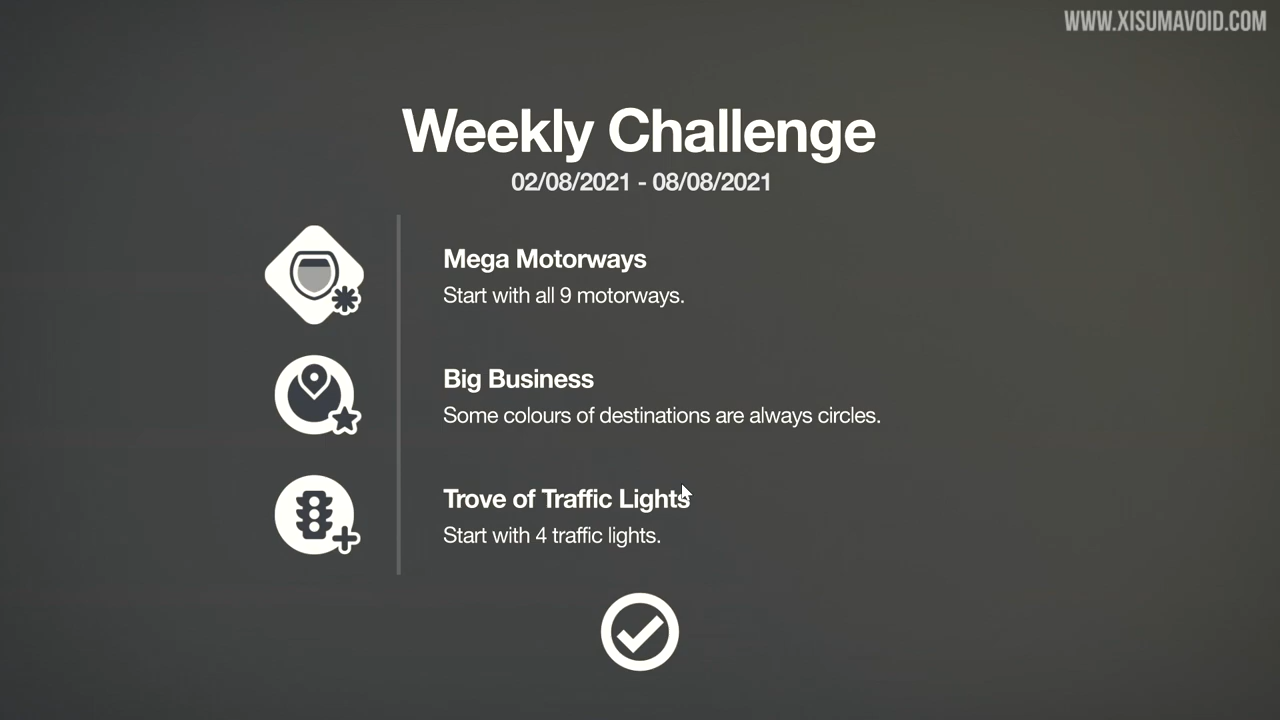 WWW.XISUMAVOID.COM
Weekly Challenge
02/08/2021 - 08/08/2021
Mega Motorways
Start with all 9 motorways.
Big Business
Some colours of destinations are always circles.
Trove of Traffic Lights
Start with 4 traffic lights.